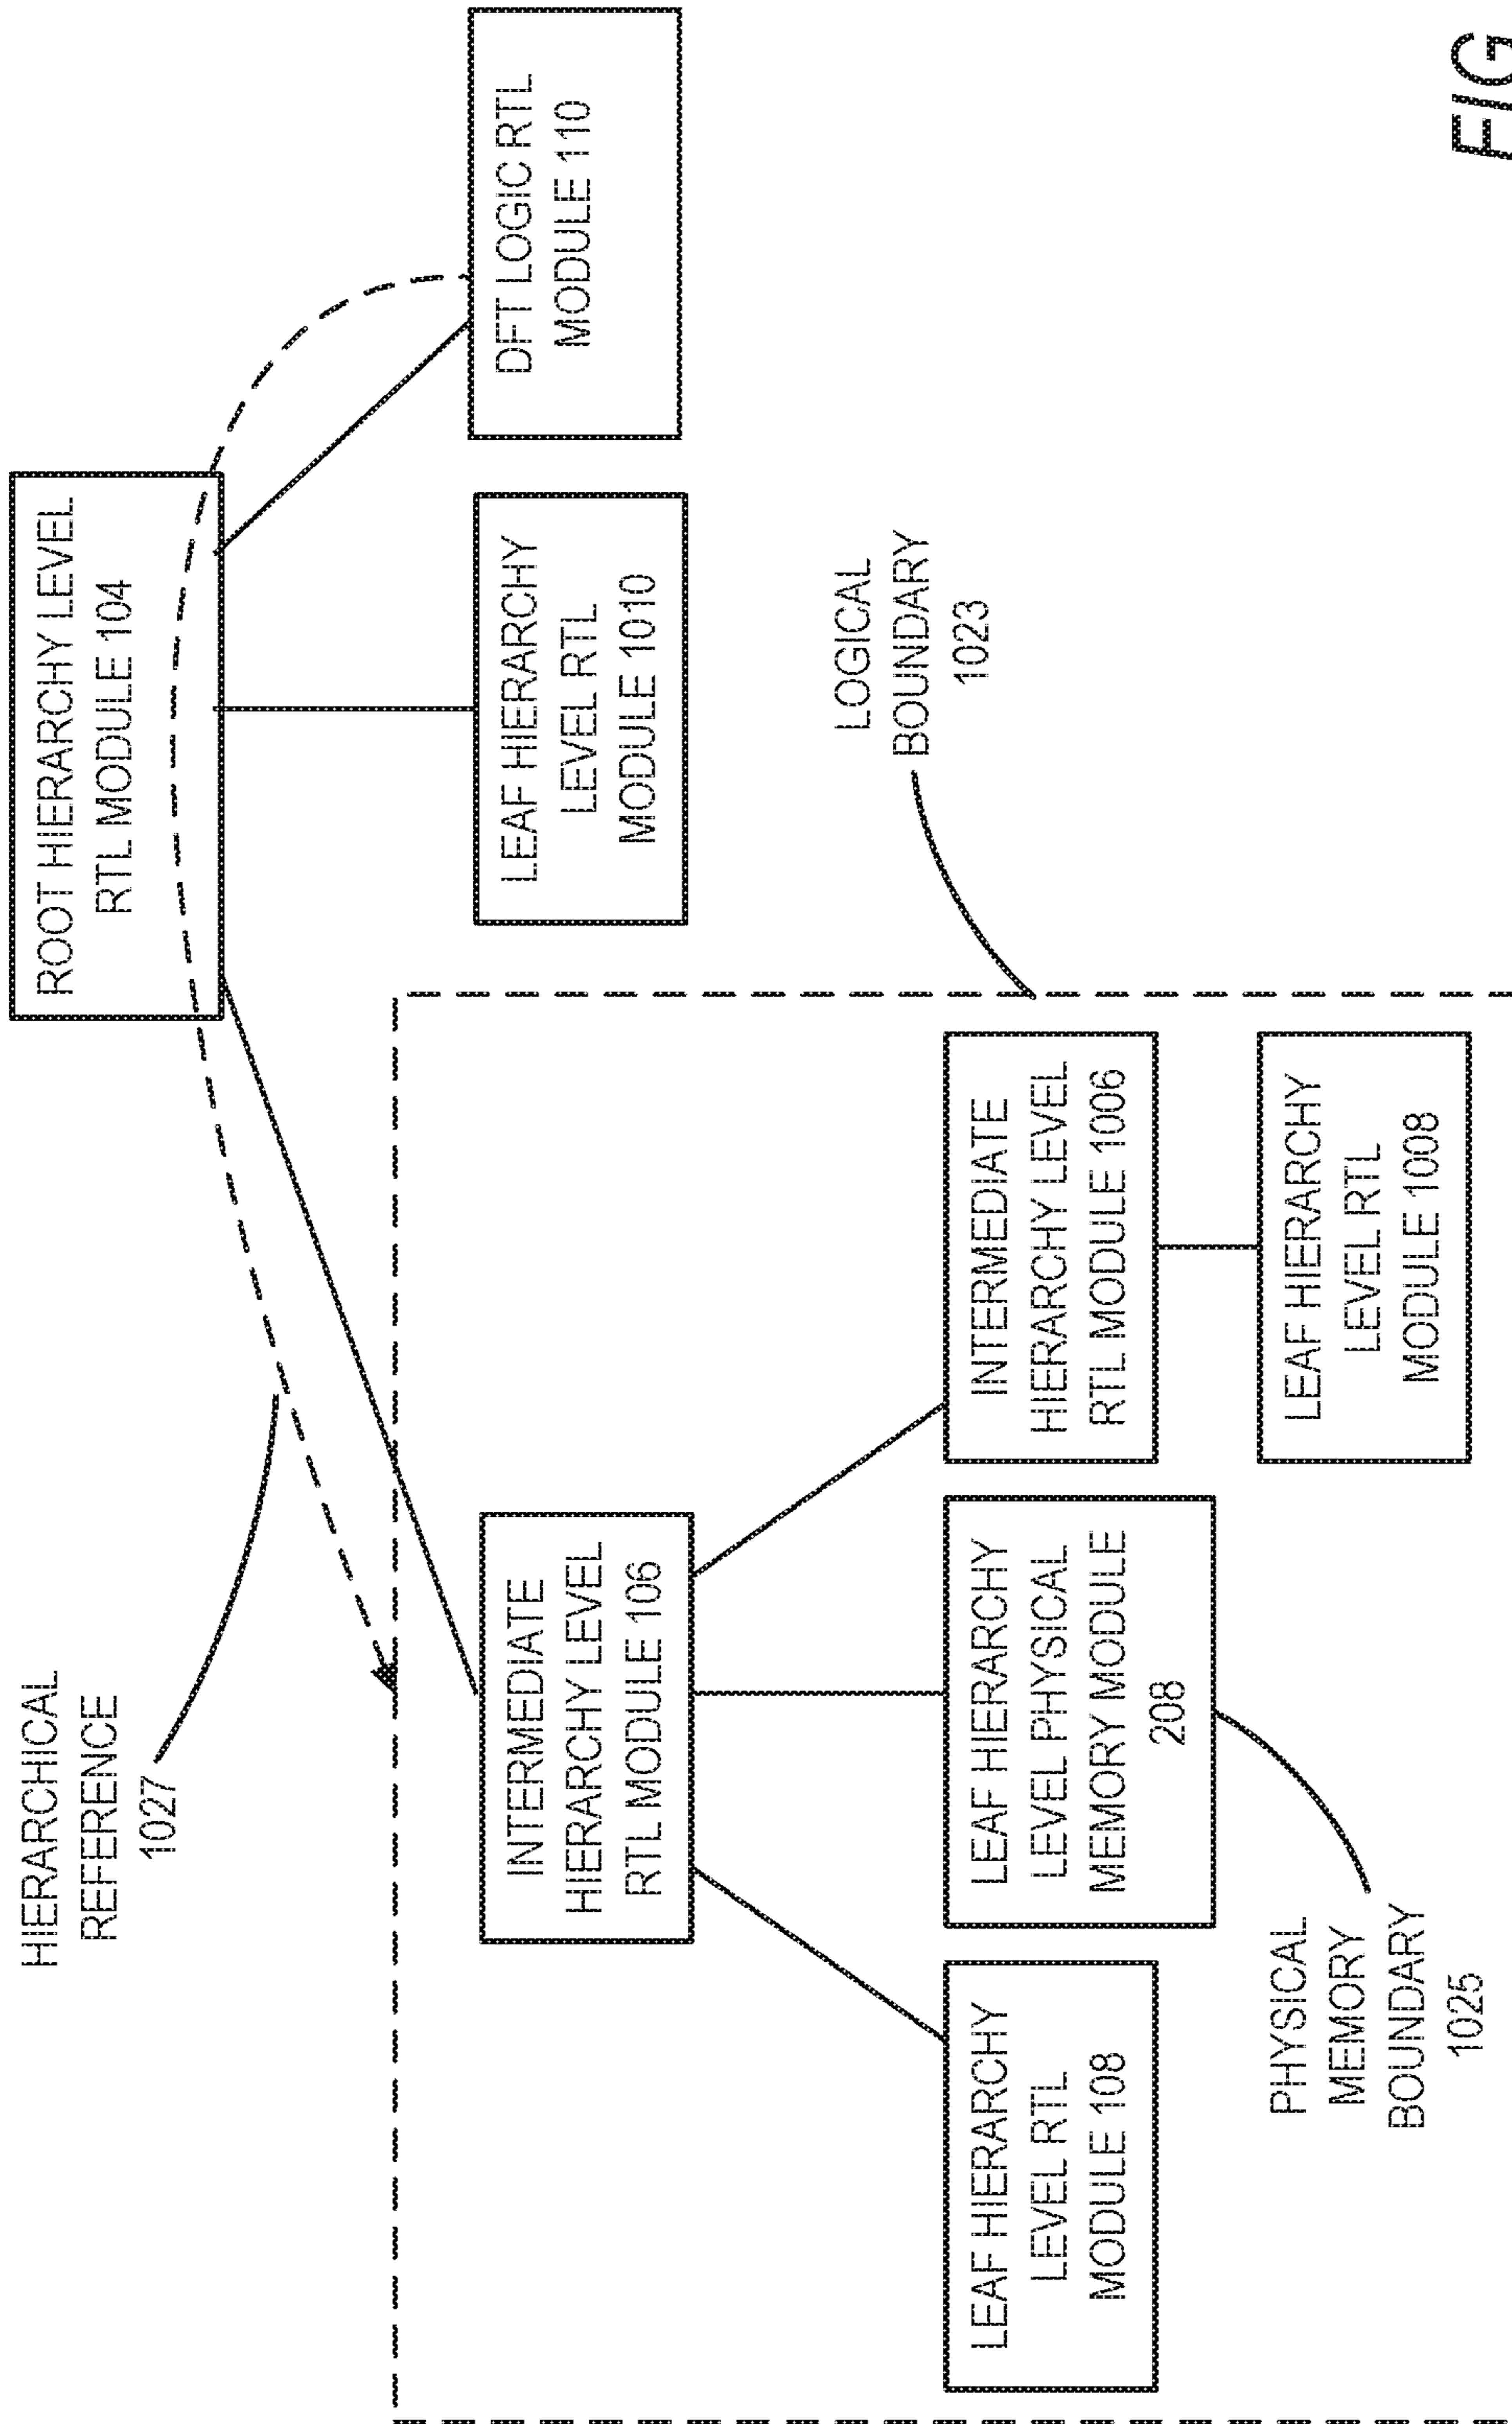 HIERARCHICAL
REFERENCE
1027
ROOT HIERARCHY LEVEL
RTL MODULE 104
INTERMEDIATE
HIERARCHY LEVEL
RTL MODULE 106
LEAF HIERARCHY
LEVEL RTL
MODULE 1010
DFT LOGIC RTL
MODULE 110
LOGICAL
BOUNDARY
1023
LEAF HIERARCHY
LEVEL RTL
MODULE 108
LEAF HIERARCHY
LEVEL PHYSICAL
MEMORY MODULE
208
INTERMEDIATE
HIERARCHY LEVEL
RTL MODULE 1006
PHYSICAL
MEMORY
BOUNDARY
1025
LEAF HIERARCHY
LEVEL RTL
MODULE 1008
FIG